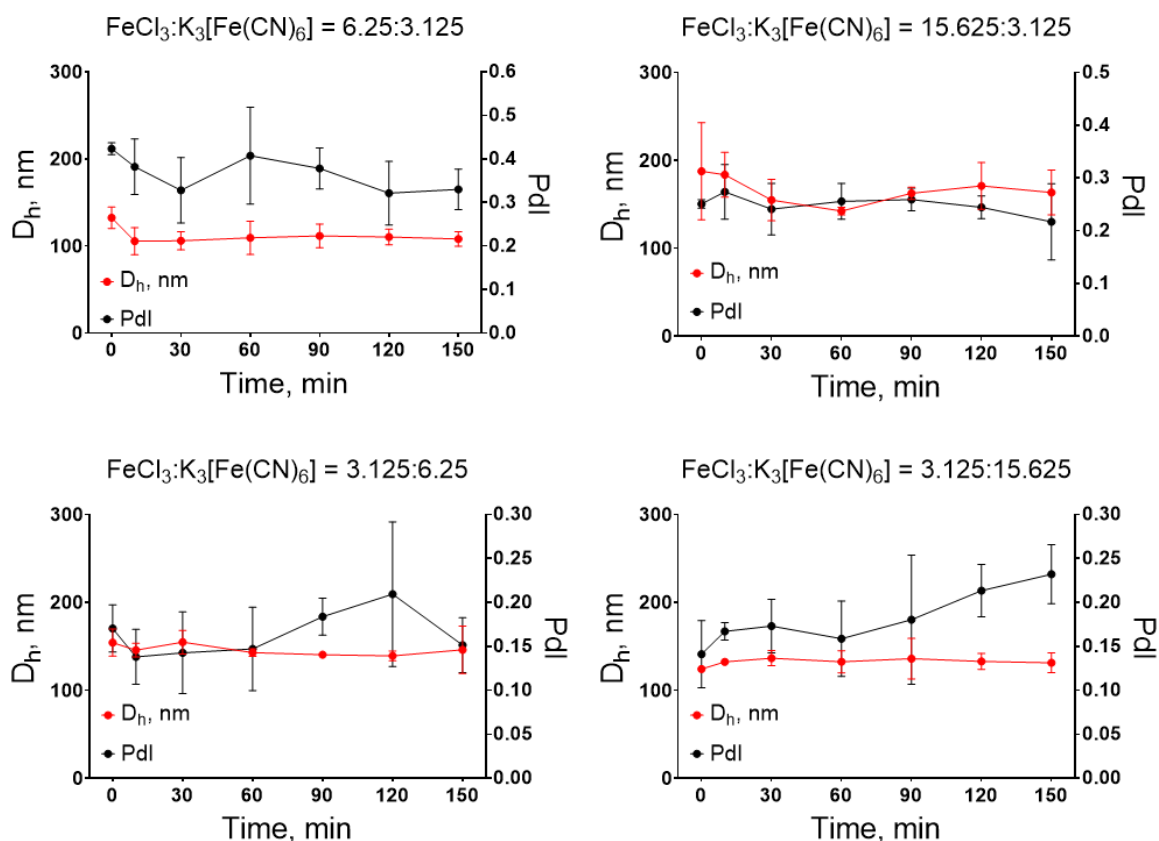 FeCl₃:K₃[Fe(CN)₆] = 6.25:3.125
300
200
100
0
D_h, nm
0.6
0.5
0.4
0.3
0.2
0.1
0.0
PdI
D_h, nm
PdI
0 30 60 90 120 150
Time, min
FeCl₃:K₃[Fe(CN)₆] = 15.625:3.125
300
200
100
0
D_h, nm
0.5
0.4
0.3
0.2
0.1
0.0
PdI
D_h, nm
PdI
0 30 60 90 120 150
Time, min
FeCl₃:K₃[Fe(CN)₆] = 3.125:6.25
300
200
100
0
D_h, nm
0.30
0.25
0.20
0.15
0.10
0.05
0.00
PdI
D_h, nm
PdI
0 30 60 90 120 150
Time, min
FeCl₃:K₃[Fe(CN)₆] = 3.125:15.625
300
200
100
0
D_h, nm
0.30
0.25
0.20
0.15
0.10
0.05
0.00
PdI
D_h, nm
PdI
0 30 60 90 120 150
Time, min